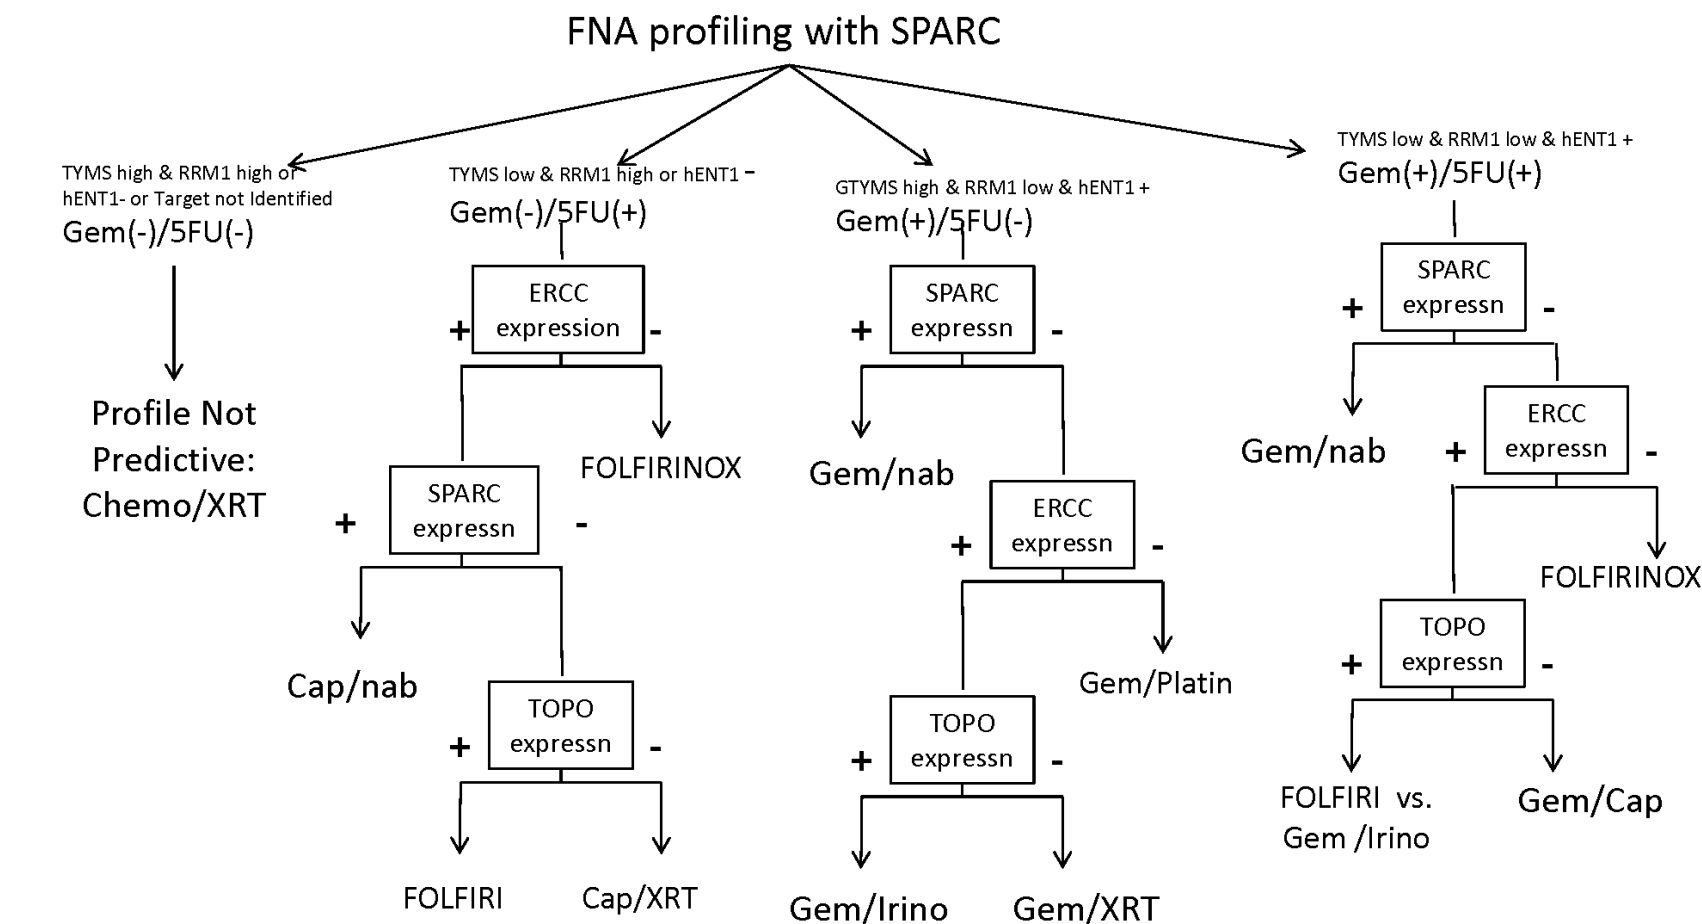 FNA profiling with SPARC
TYMS high & RRM1 high or
hENT1- or Target not Identified
Gem(-)/5FU(-)
Profile Not
Predictive:
Chemo/XRT
TYMS low & RRM1 high or hENT1 –
Gem(-)/5FU(+)
ERCC
expression
+
-
FOLFIRINOX
SPARC
expressn
+
-
Cap/nab
TOPO
expressn
+
-
FOLFIRI
Cap/XRT
GTYMS high & RRM1 low & hENT1 +
Gem(+)/5FU(-)
SPARC
expressn
+
-
Gem/nab
ERCC
expressn
+
-
Gem/Platin
TOPO
expressn
+
-
Gem/Irino
Gem/XRT
TYMS low & RRM1 low & hENT1 +
Gem(+)/5FU(+)
SPARC
expressn
+
-
Gem/nab
ERCC
expressn
+
-
FOLFIRINOX
TOPO
expressn
+
-
FOLFIRI vs.
Gem /Irino
Gem/Cap